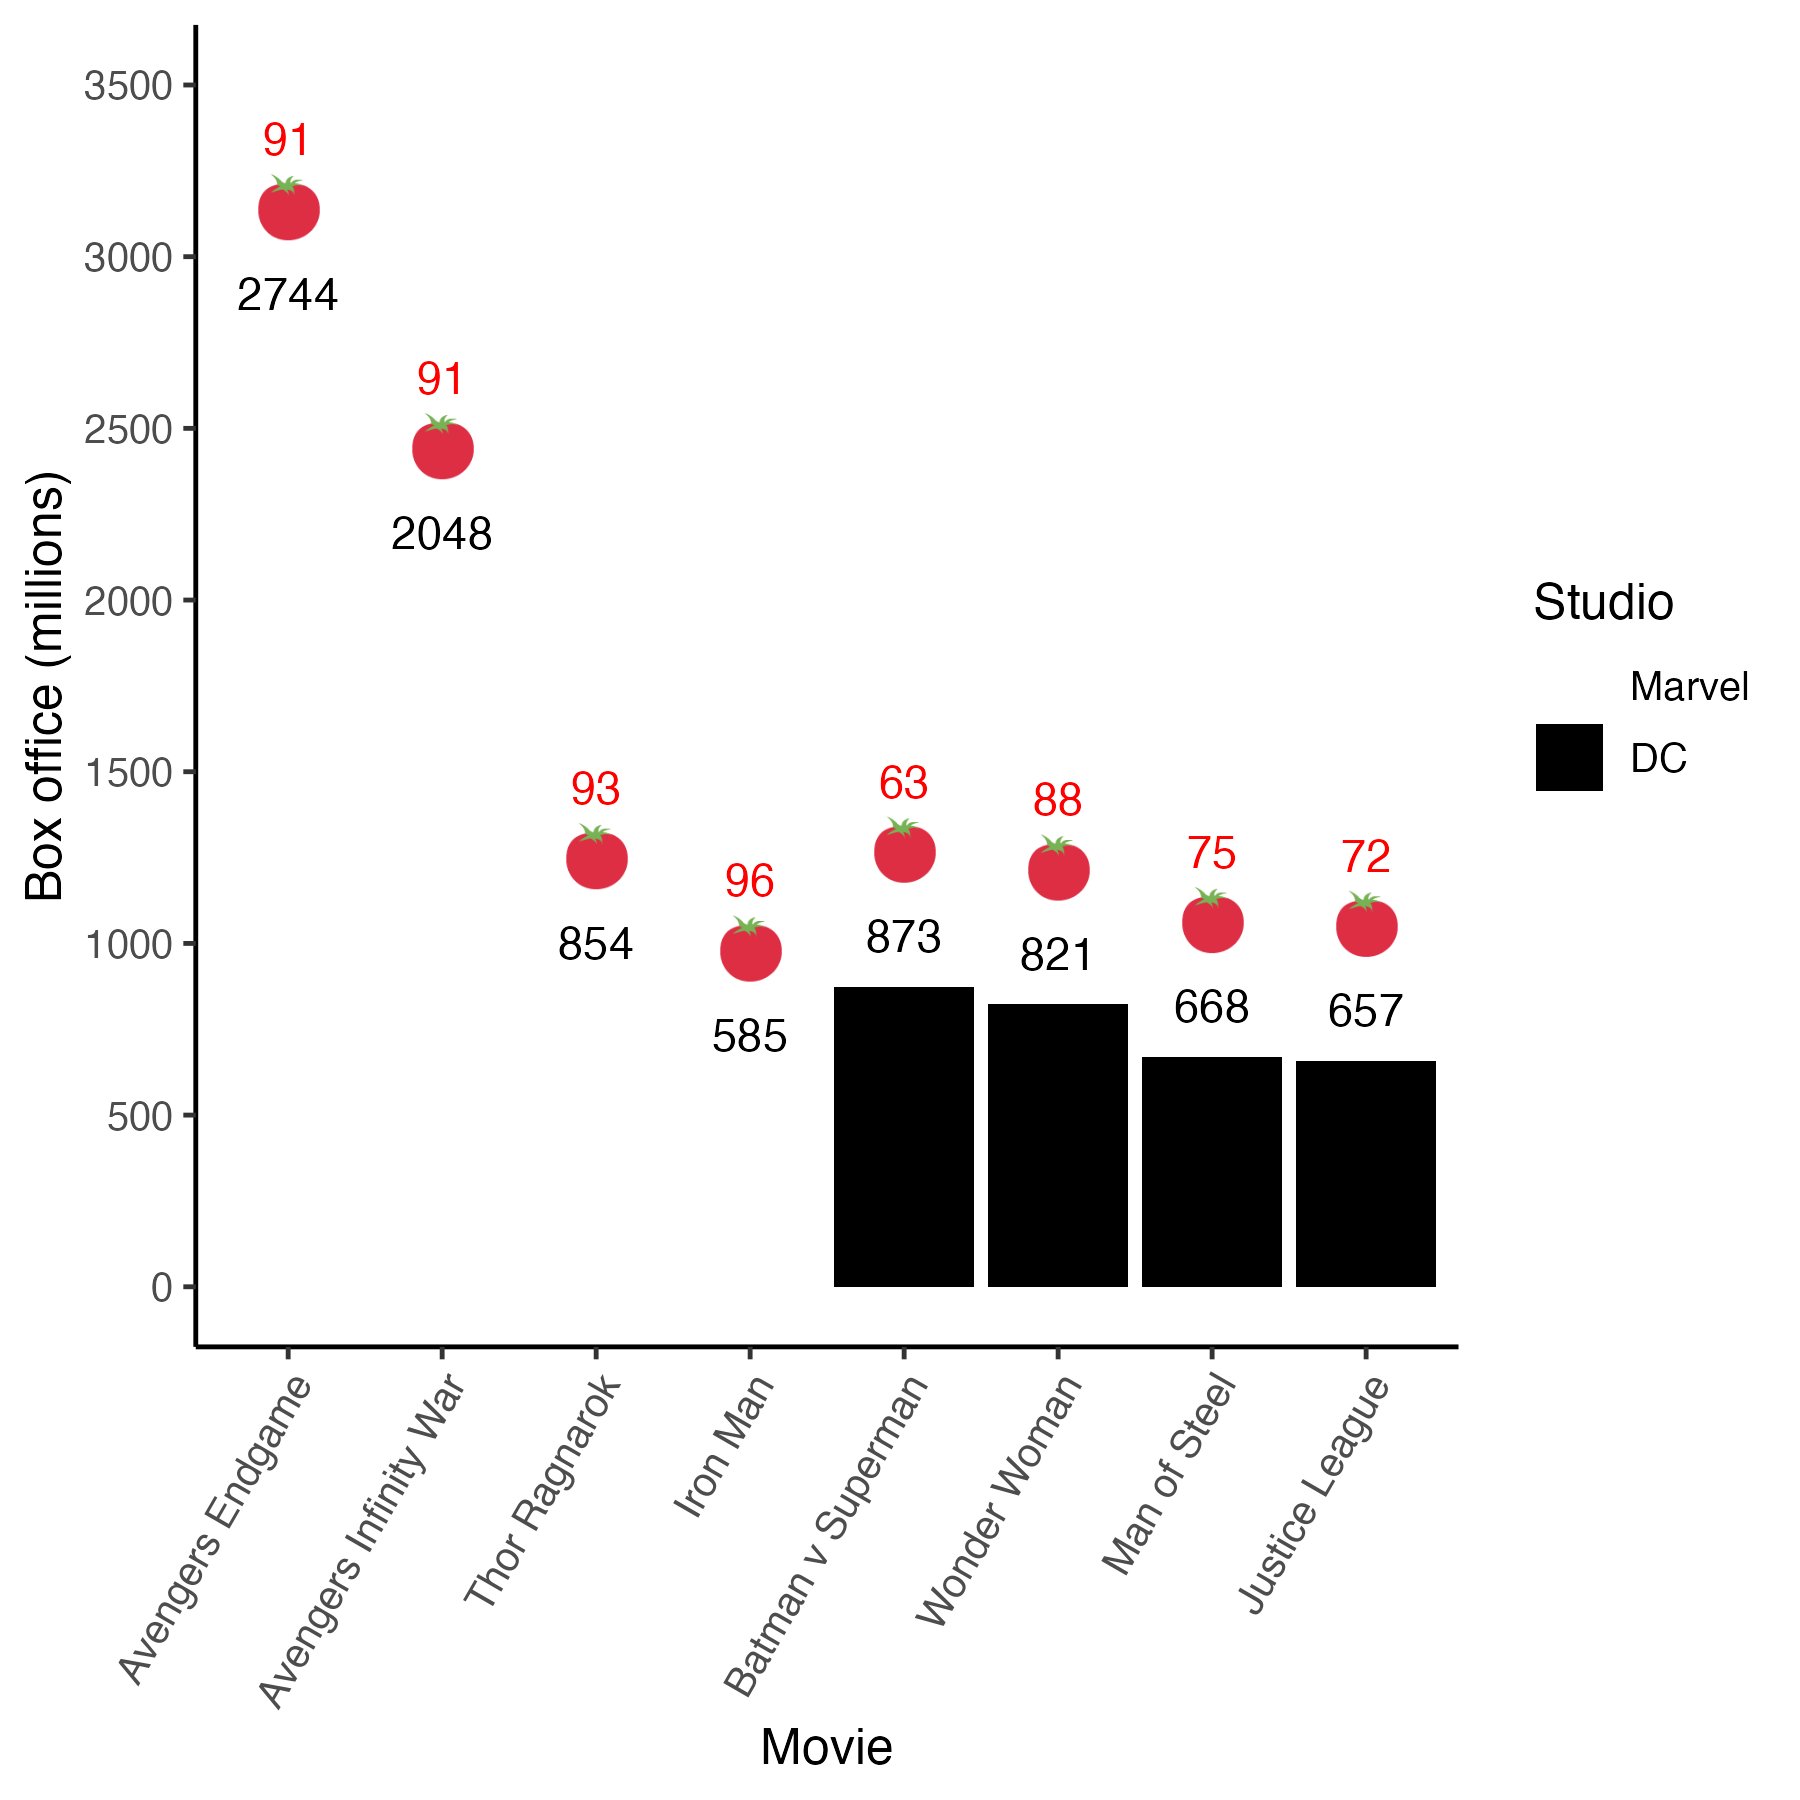 3500
3000
2500
2000
1500
1000
500
0
Box office (millions)
91
2744
91
2048
93
854
96
585
63
873
88
821
75
668
72
657
Avengers Endgame
Avengers Infinity War
Thor Ragnarok
Iron Man
Batman v Superman
Wonder Woman
Man of Steel
Justice League
Movie
Studio
Marvel
DC